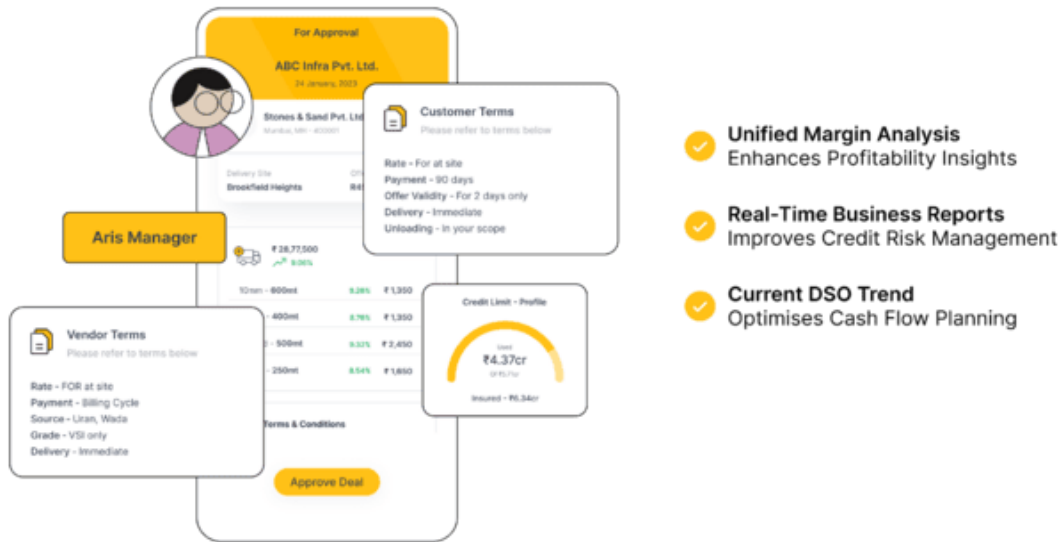 For Approval
ABC Infra Pvt. Ltd.
24 January, 2023
Stones & Sand Pvt. Ltd
Mumbai, MH - 400001
Delivery Site
Brookfield Heights
Customer Terms
Please refer to terms below
Rate - For at site
Payment - 90 days
Offer Validity - For 2 days only
Delivery - Immediate
Unloading - In your scope
Aris Manager
₹ 28,77,500
9.06%
10mm - 600mt 9.26% ₹ 1,350
- 400mt 8.76% ₹ 1,350
- 500mt 9.52% ₹ 2,450
- 250mt 8.54% ₹ 1,650
Terms & Conditions
Approve Deal
Vendor Terms
Please refer to terms below
Rate - FOR at site
Payment - Billing Cycle
Source - Uran, Wada
Grade - VSI only
Delivery - Immediate
Credit Limit - Profile
Used
₹4.37cr
Of ₹5.71cr
Insured - ₹6.34cr
Unified Margin Analysis
Enhances Profitability Insights
Real-Time Business Reports
Improves Credit Risk Management
Current DSO Trend
Optimises Cash Flow Planning